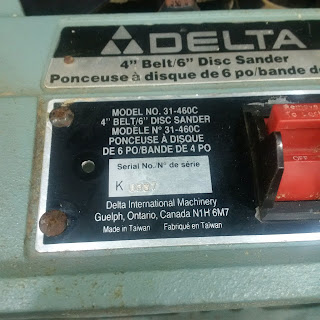 DELTA
4" Belt/6" Disc Sander
Ponceuse à disque de 6 po/bande de
MODEL NO. 31-460C
4" BELT/6" DISC SANDER
MODELE N° 31-460C
PONCEUSE À DISQUE
DE 6 PO/BANDE DE 4 PO
Serial No./N° de série
K
Delta International Machinery
Guelph, Ontario, Canada N1H 6M7
Made in Taiwan Fabriqué en Taiwan
OFF